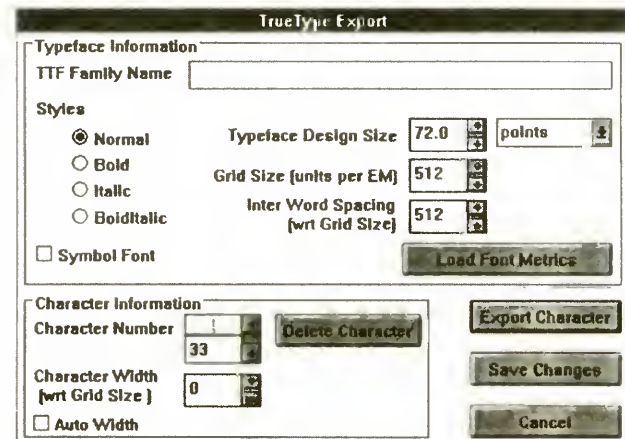 TrueType Export
Typeface Information
TTF Family Name
Styles
Normal
Bold
Italic
BoldItalic
Symbol Font
Typeface Design Size 72.0 points
Grid Size (units per EM) 512
Inter Word Spacing
(wrt Grid Size) 512
Load Font Metrics
Character Information
Character Number !
33
Delete Character
Character Width
(wrt Grid Size ) 0
Auto Width
Export Character
Save Changes
Cancel